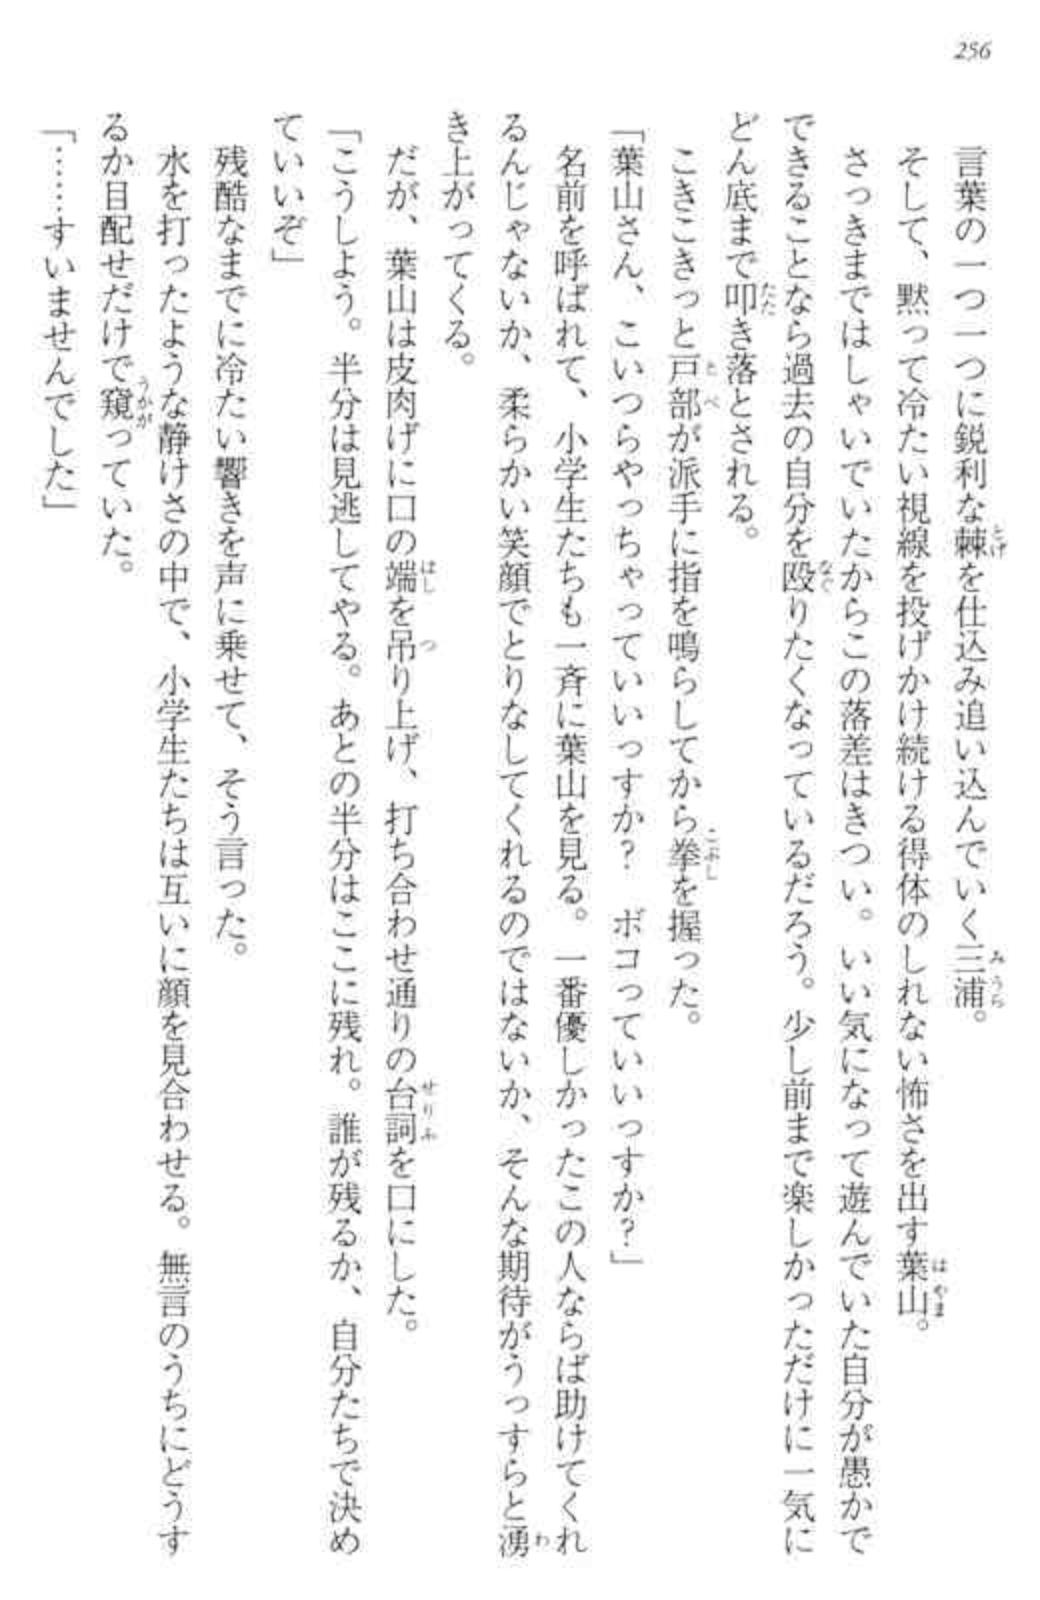 256
言葉の一つ一つに鋭利な棘を仕込み追い込んでいく三浦。
そして、黙って冷たい視線を投げかけ続ける得体のしれない怖さを出す葉山。
さっきまではしゃいでいたからこの落差はきつい。いい気になって遊んでいた自分が愚かで
できることなら過去の自分を殴りたくなっているだろう。少し前まで楽しかっただけに一気に
どん底まで叩き落とされる。
こきこきっと戸部が派手に指を鳴らしてから拳を握った。
「葉山さん、こいつらやっちゃっていいっすか？　ボコっていいっすか？」
名前を呼ばれて、小学生たちも一斉に葉山を見る。一番優しかったこの人ならば助けてくれ
るんじゃないか、柔らかい笑顔でとりなしてくれるのではないか、そんな期待がうっすらと湧
き上がってくる。
だが、葉山は皮肉げに口の端を吊り上げ、打ち合わせ通りの台詞を口にした。
「こうしよう。半分は見逃してやる。あとの半分はここに残れ。誰が残るか、自分たちで決め
ていいぞ」
残酷なまでに冷たい響きを声に乗せて、そう言った。
水を打ったような静けさの中で、小学生たちは互いに顔を見合わせる。無言のうちにどうす
るか目配せだけで窺っていた。
「……すいませんでした」